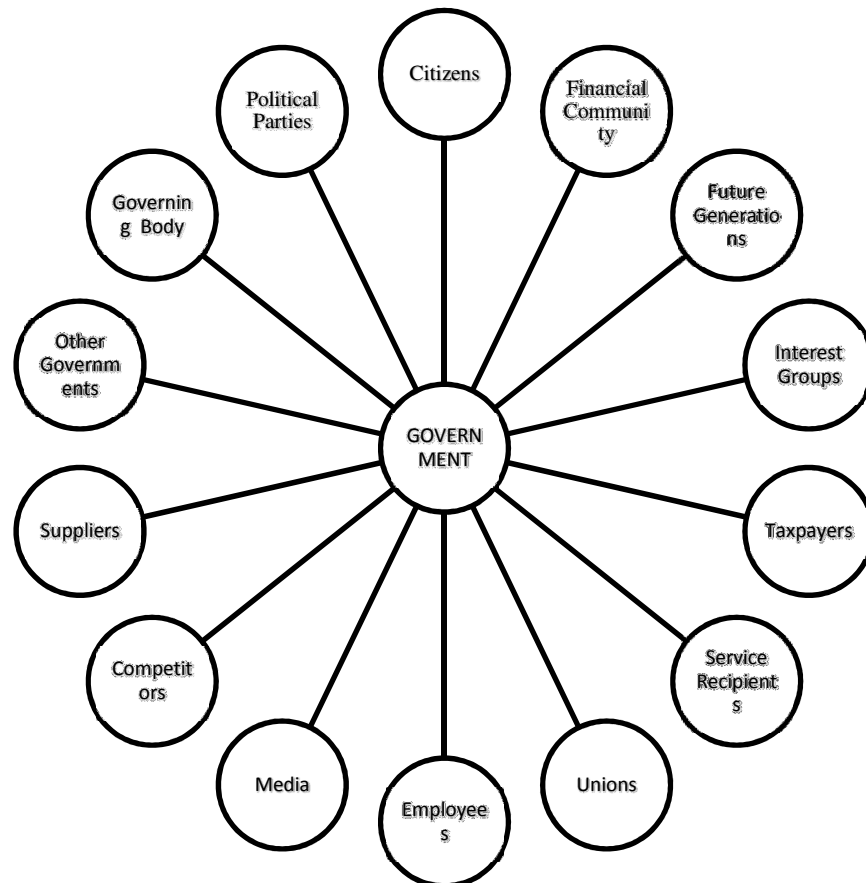 Citizens
Financial
Communi
ty
Future
Generatio
ns
Interest
Groups
Taxpayers
Service
Recipient
s
Unions
Employee
s
Media
Competit
ors
Suppliers
Other
Governm
ents
Governin
g Body
Political
Parties
GOVERN
MENT